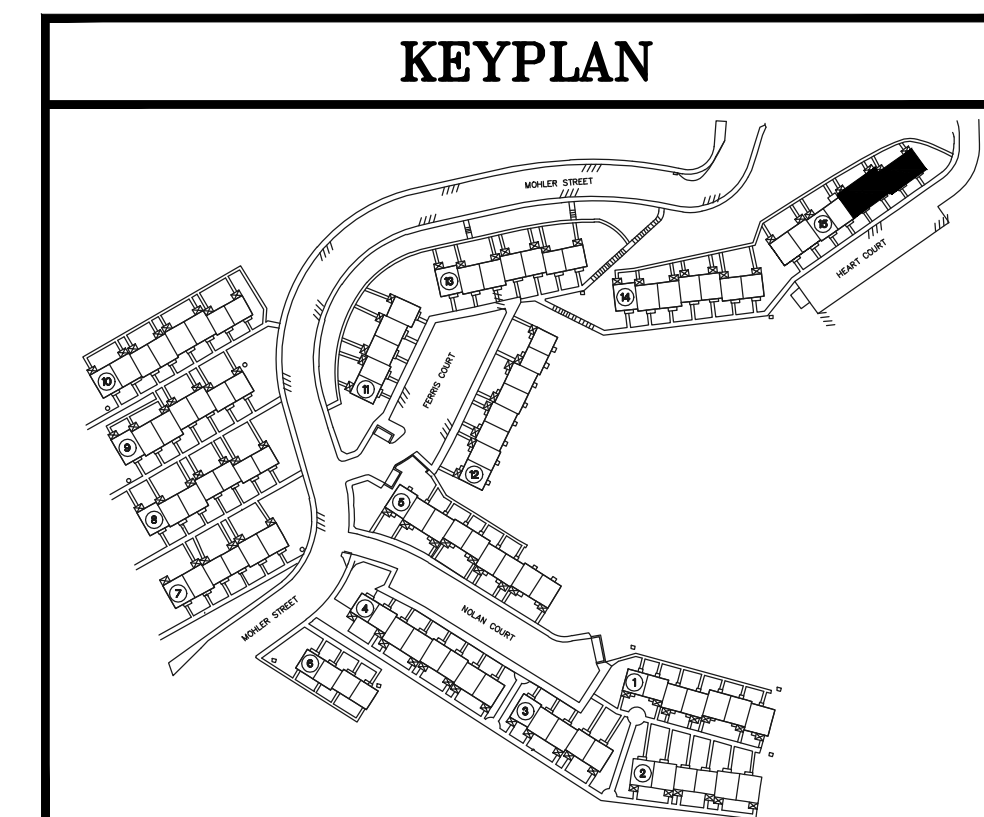 KEYPLAN
MOHLER STREET
15
HEART COURT
13
14
10
11
FERRIS COURT
9
12
5
8
7
4
MOHLER STREET
NOLAN COURT
6
1
3
2